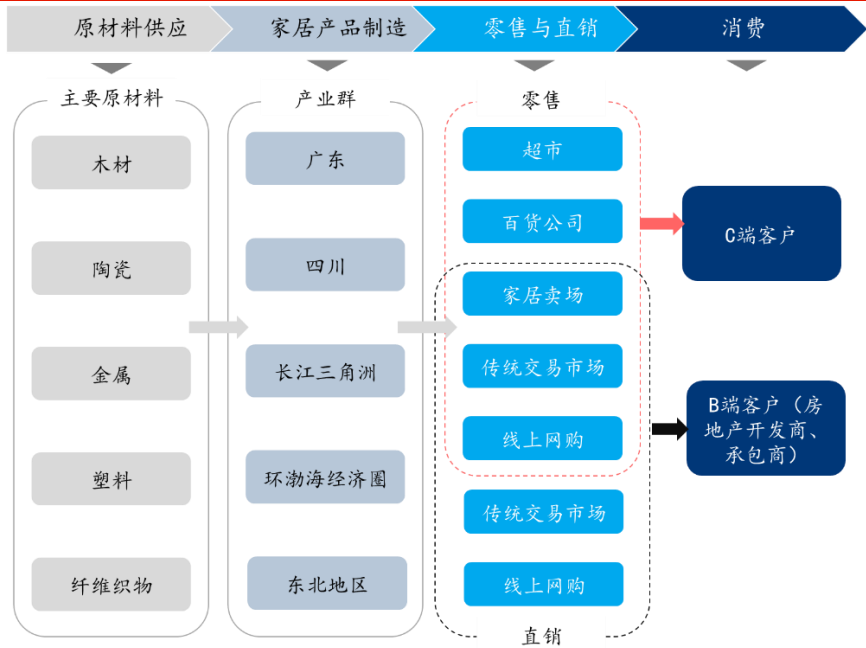 原材料供应
家居产品制造
零售与直销
消费
主要原材料
木材
陶瓷
金属
塑料
纤维织物
产业群
广东
四川
长江三角洲
环渤海经济圈
东北地区
零售
超市
百货公司
家居卖场
传统交易市场
线上网购
传统交易市场
线上网购
直销
C端客户
B端客户（房
地产开发商、
承包商）